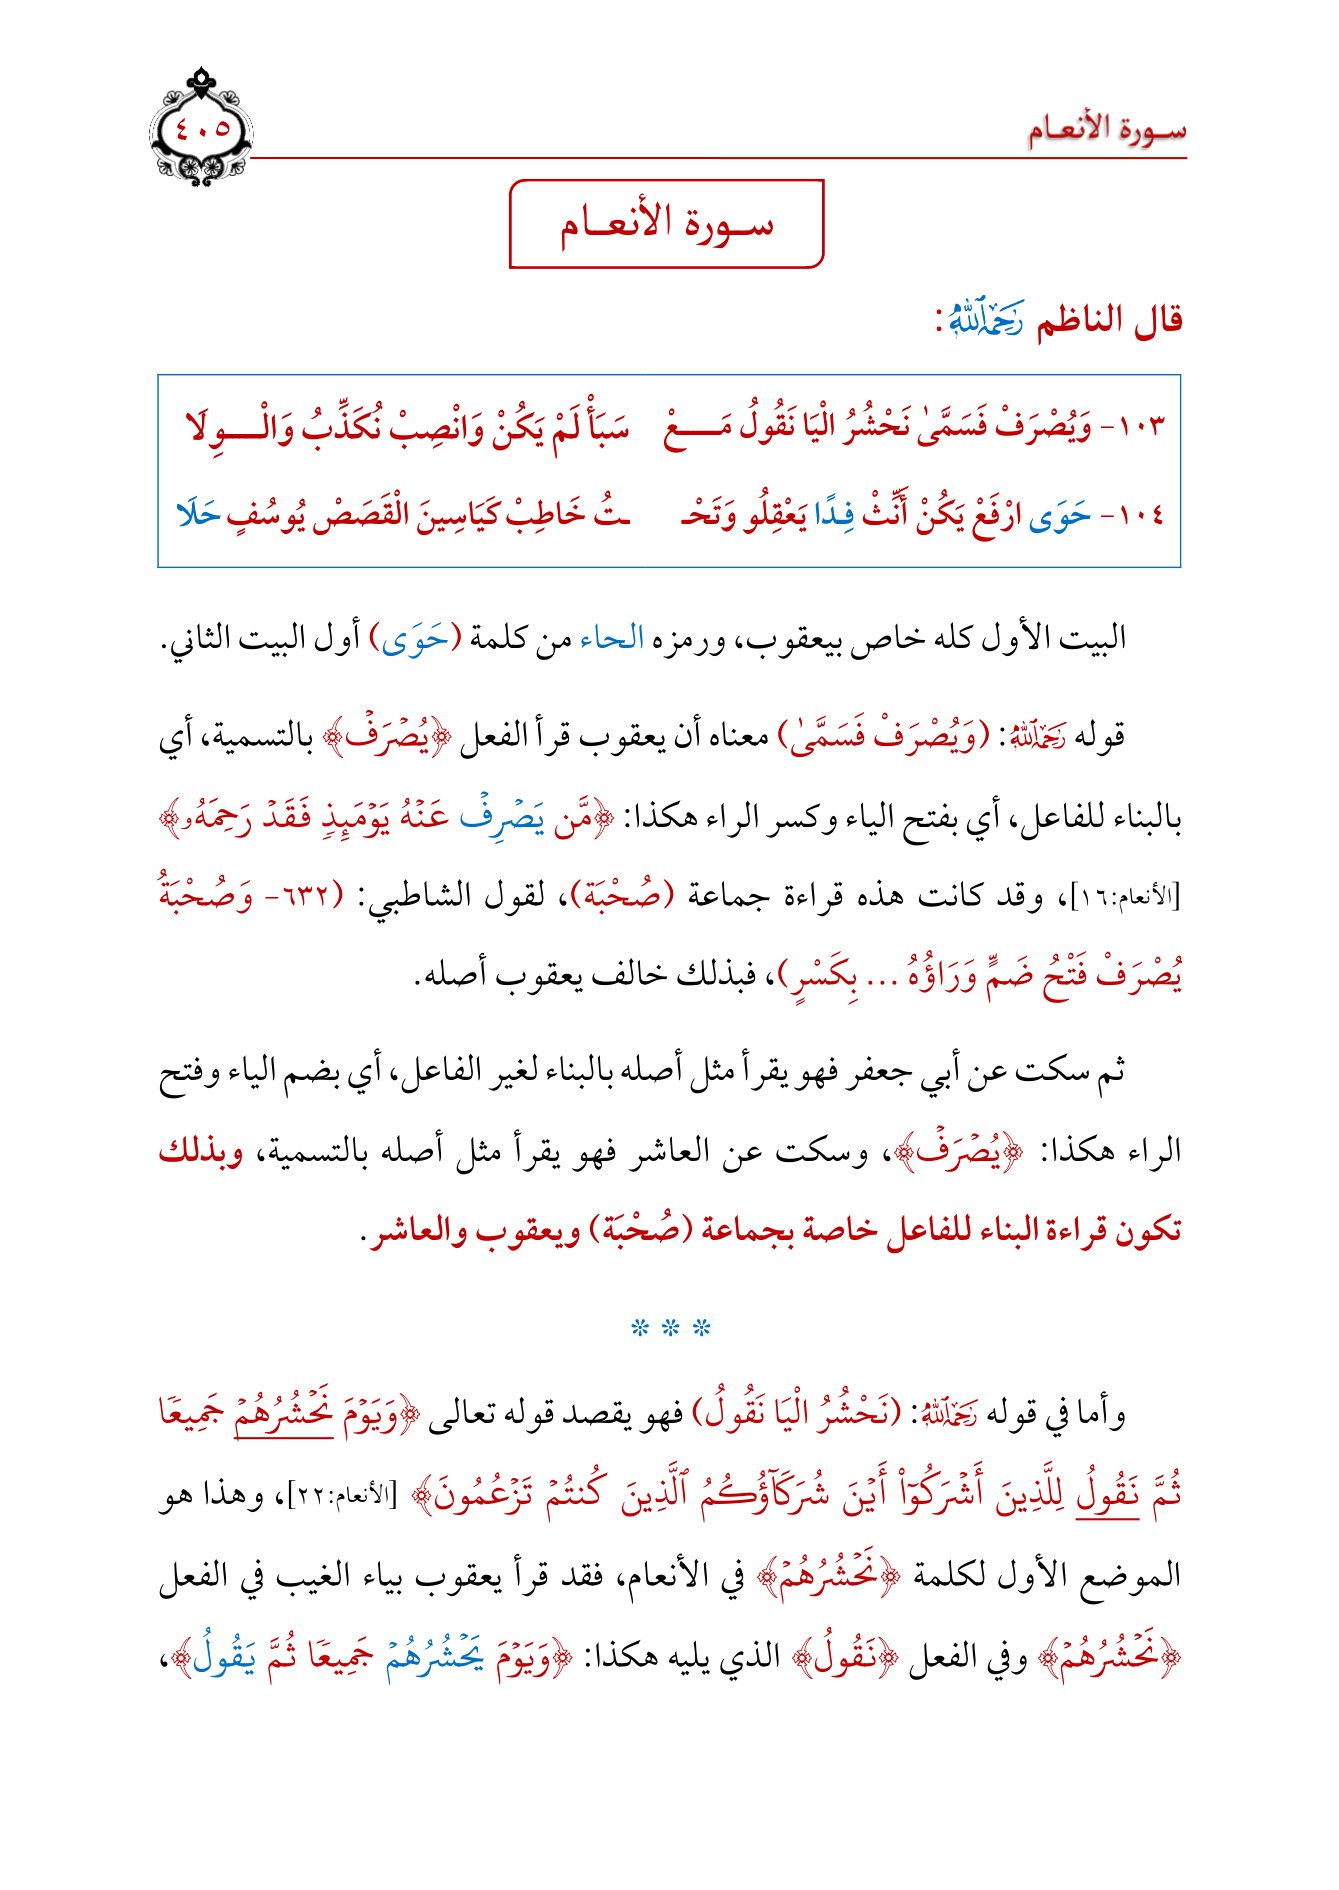 سورة الأنعام
٤٠٥
سورة الأنعام
قال الناظم رَحِمَهُ ٱللَّهُ:
١٠٣- وَيُصْرَفْ فَسَمَّىٰ نَحْشُرُ الْيَا نَقُولُ مَعْ سَبَأْ لَمْ يَكُنْ وَانْصِبْ نُكَذِّبُ وَالْوِلَا
١٠٤- حَوَى ارْفَعْ يَكُنْ أَنِّثْ فِدًا يَعْقِلُو وَتَحْـ ـتُ خَاطِبْ كَيَاسِينَ الْقَصَصْ يُوسُفٍ حَلَا
البيت الأول كله خاص بيعقوب، ورمزه الحاء من كلمة (حَوَى) أول البيت الثاني.
قوله رَحِمَهُ ٱللَّهُ: (وَيُصْرَفْ فَسَمَّىٰ) معناه أن يعقوب قرأ الفعل ﴿يُصۡرَفۡ﴾ بالتسمية، أي
بالبناء للفاعل، أي بفتح الياء وكسر الراء هكذا: ﴿مَّن يَصۡرِفۡ عَنۡهُ يَوۡمَئِذٖ فَقَدۡ رَحِمَهُۥ﴾
[الأنعام:١٦]، وقد كانت هذه قراءة جماعة (صُحْبَة)، لقول الشاطبي: (٦٣٢- وَصُحْبَةُ
يُصْرَفْ فَتْحُ ضَمٍّ وَرَاؤُهُ ... بِكَسْرٍ)، فبذلك خالف يعقوب أصله.
ثم سكت عن أبي جعفر فهو يقرأ مثل أصله بالبناء لغير الفاعل، أي بضم الياء وفتح
الراء هكذا: ﴿يُصۡرَفۡ﴾، وسكت عن العاشر فهو يقرأ مثل أصله بالتسمية، وبذلك
تكون قراءة البناء للفاعل خاصة بجماعة (صُحْبَة) ويعقوب والعاشر.
* * *
وأما في قوله رَحِمَهُ ٱللَّهُ: (نَحْشُرُ الْيَا نَقُولُ) فهو يقصد قوله تعالى ﴿وَيَوۡمَ نَحۡشُرُهُمۡ جَمِيعٗا
ثُمَّ نَقُولُ لِلَّذِينَ أَشۡرَكُوٓاْ أَيۡنَ شُرَكَآؤُكُمُ ٱلَّذِينَ كُنتُمۡ تَزۡعُمُونَ﴾ [الأنعام:٢٢]، وهذا هو
الموضع الأول لكلمة ﴿نَحۡشُرُهُمۡ﴾ في الأنعام، فقد قرأ يعقوب بياء الغيب في الفعل
﴿نَحۡشُرُهُمۡ﴾ وفي الفعل ﴿نَقُولُ﴾ الذي يليه هكذا: ﴿وَيَوۡمَ يَحۡشُرُهُمۡ جَمِيعٗا ثُمَّ يَقُولُ﴾،